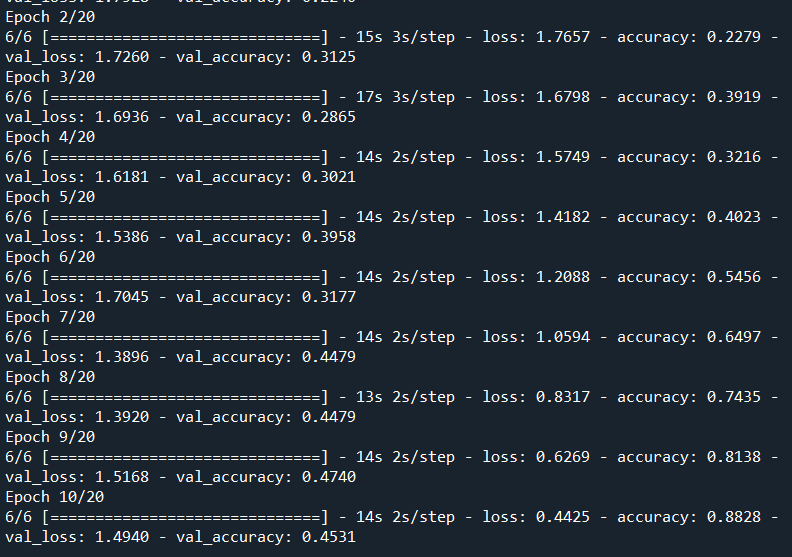 Epoch 2/20
6/6 [==============================] - 15s 3s/step - loss: 1.7657 - accuracy: 0.2279 -
val_loss: 1.7260 - val_accuracy: 0.3125
Epoch 3/20
6/6 [==============================] - 17s 3s/step - loss: 1.6798 - accuracy: 0.3919 -
val_loss: 1.6936 - val_accuracy: 0.2865
Epoch 4/20
6/6 [==============================] - 14s 2s/step - loss: 1.5749 - accuracy: 0.3216 -
val_loss: 1.6181 - val_accuracy: 0.3021
Epoch 5/20
6/6 [==============================] - 14s 2s/step - loss: 1.4182 - accuracy: 0.4023 -
val_loss: 1.5386 - val_accuracy: 0.3958
Epoch 6/20
6/6 [==============================] - 14s 2s/step - loss: 1.2088 - accuracy: 0.5456 -
val_loss: 1.7045 - val_accuracy: 0.3177
Epoch 7/20
6/6 [==============================] - 14s 2s/step - loss: 1.0594 - accuracy: 0.6497 -
val_loss: 1.3896 - val_accuracy: 0.4479
Epoch 8/20
6/6 [==============================] - 13s 2s/step - loss: 0.8317 - accuracy: 0.7435 -
val_loss: 1.3920 - val_accuracy: 0.4479
Epoch 9/20
6/6 [==============================] - 14s 2s/step - loss: 0.6269 - accuracy: 0.8138 -
val_loss: 1.5168 - val_accuracy: 0.4740
Epoch 10/20
6/6 [==============================] - 14s 2s/step - loss: 0.4425 - accuracy: 0.8828 -
val_loss: 1.4940 - val_accuracy: 0.4531